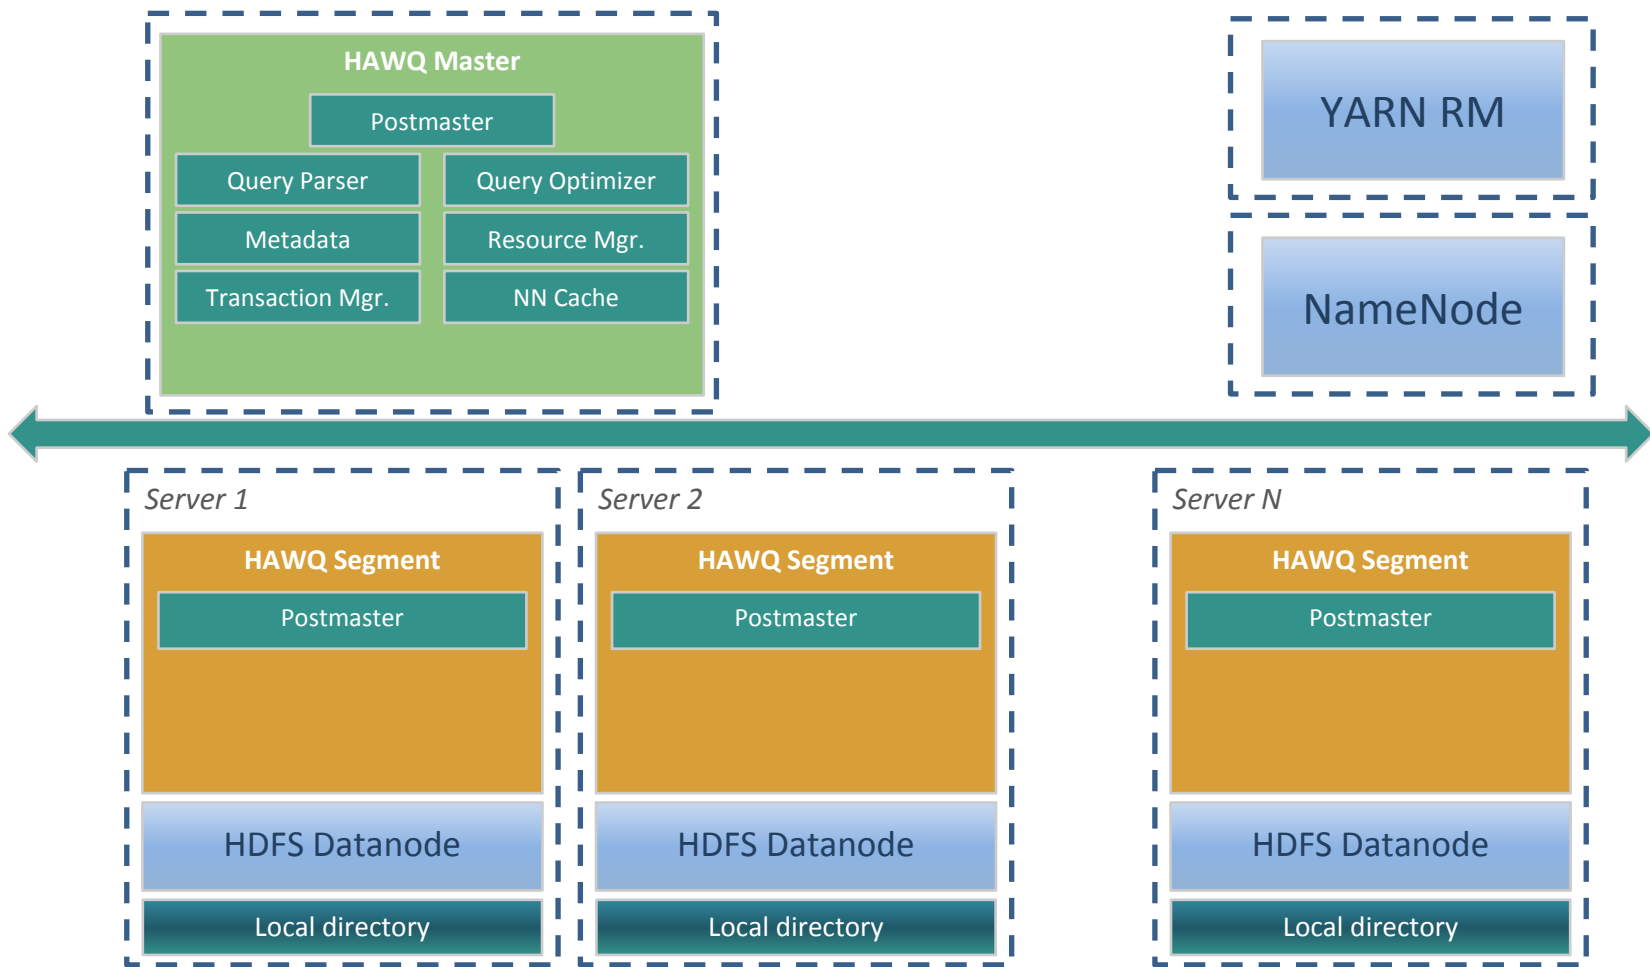 HAWQ Master
Postmaster
Query Parser
Query Optimizer
Metadata
Resource Mgr.
Transaction Mgr.
NN Cache
YARN RM
NameNode
Server 1
HAWQ Segment
Postmaster
HDFS Datanode
Local directory
Server 2
HAWQ Segment
Postmaster
HDFS Datanode
Local directory
Server N
HAWQ Segment
Postmaster
HDFS Datanode
Local directory